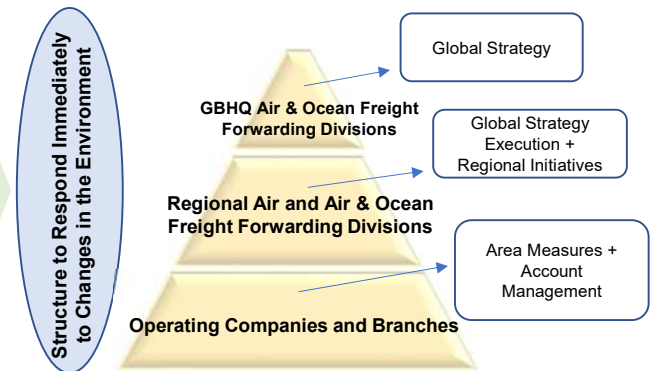 Structure to Respond Immediately
to Changes in the Environment
Global Strategy
GBHQ Air & Ocean Freight
Forwarding Divisions
Global Strategy
Execution +
Regional Initiatives
Regional Air and Air & Ocean
Freight Forwarding Divisions
Area Measures +
Account
Management
Operating Companies and Branches